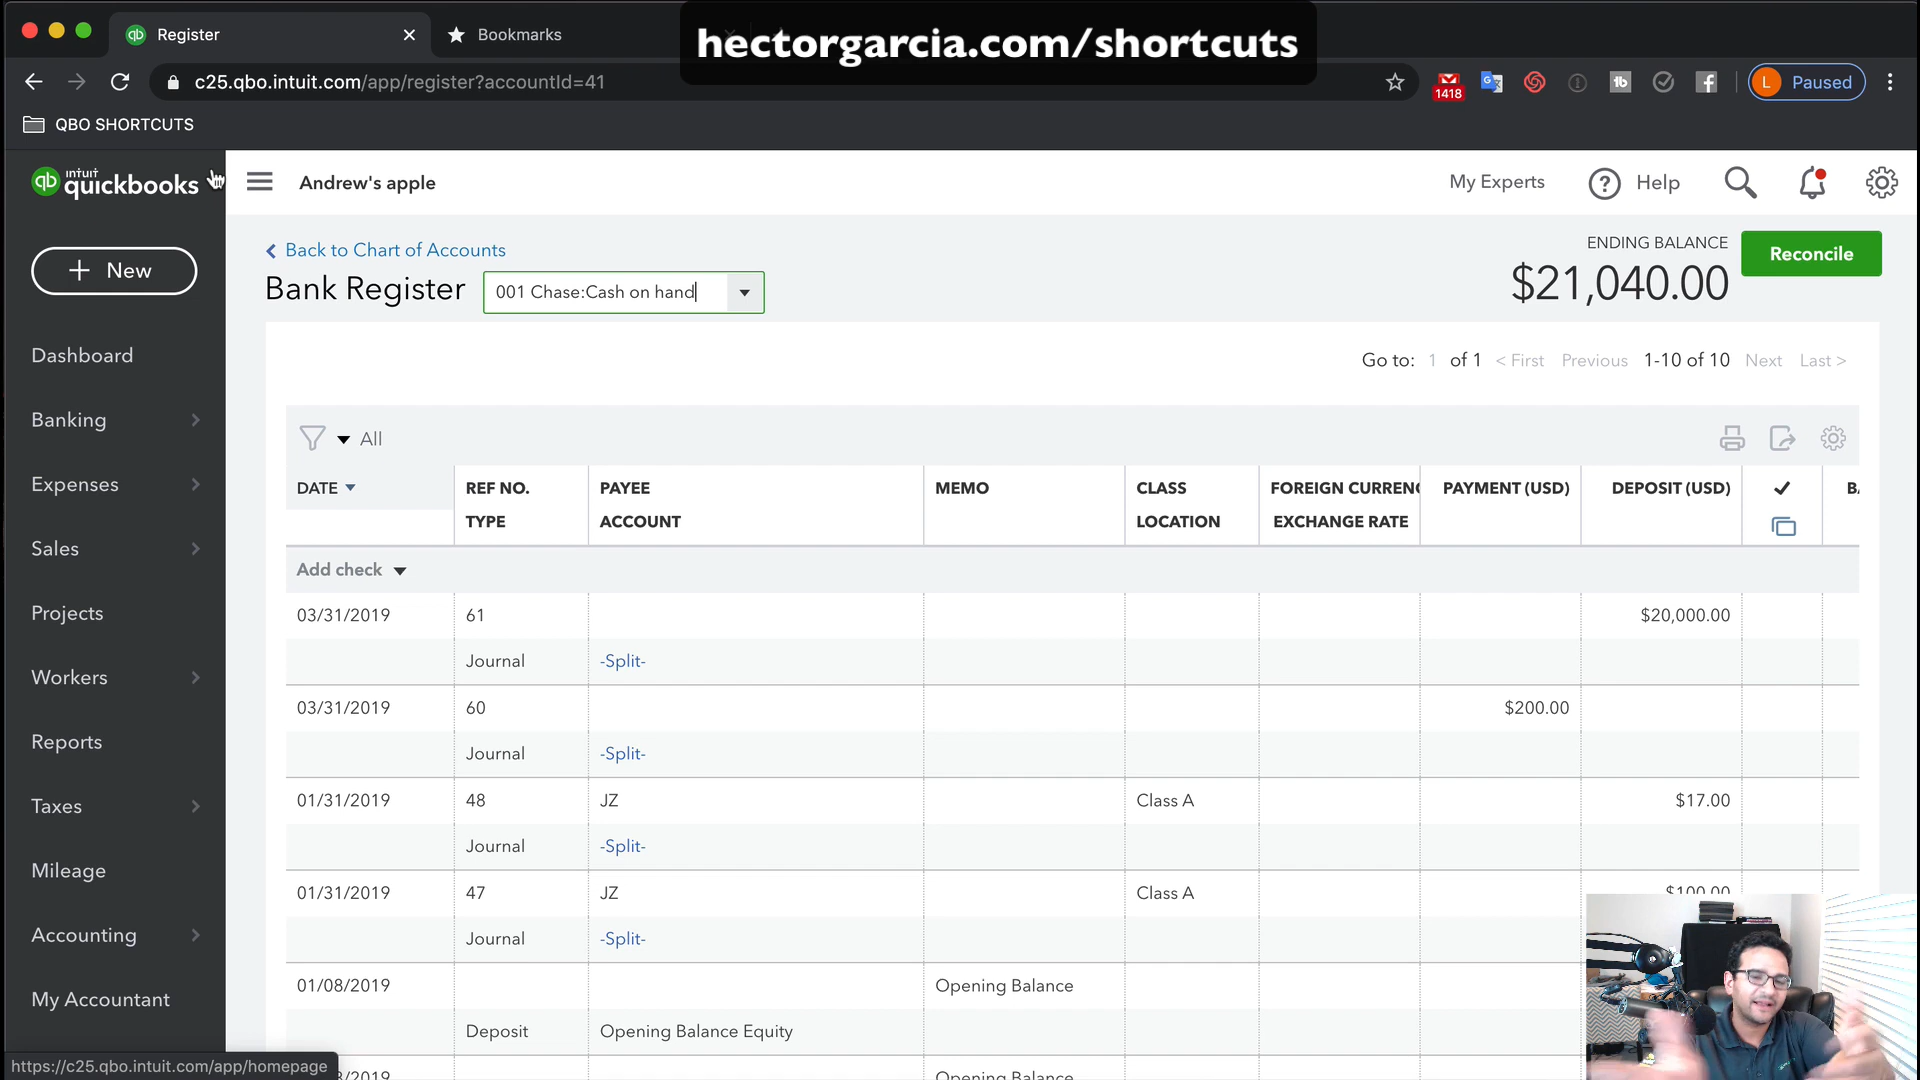 Register
Bookmarks
hectorgarcia.com/shortcuts
c25.qbo.intuit.com/app/register?accountId=41
1418
L Paused
QBO SHORTCUTS
qb intuit quickbooks
Andrew's apple
My Experts
? Help
+ New
Back to Chart of Accounts
Bank Register
001 Chase:Cash on hand
ENDING BALANCE
$21,040.00
Reconcile
Dashboard
Banking
Expenses
Sales
Projects
Workers
Reports
Taxes
Mileage
Accounting
My Accountant
Go to: 1 of 1 < First Previous 1-10 of 10 Next Last >
All
DATE REF NO. PAYEE MEMO CLASS FOREIGN CURRENC PAYMENT (USD) DEPOSIT (USD) ✓
TYPE ACCOUNT LOCATION EXCHANGE RATE
Add check
03/31/2019 61 $20,000.00
Journal -Split-
03/31/2019 60 $200.00
Journal -Split-
01/31/2019 48 JZ Class A $17.00
Journal -Split-
01/31/2019 47 JZ Class A $100.00
Journal -Split-
01/08/2019 Opening Balance
Deposit Opening Balance Equity
Opening Balance
https://c25.qbo.intuit.com/app/homepage